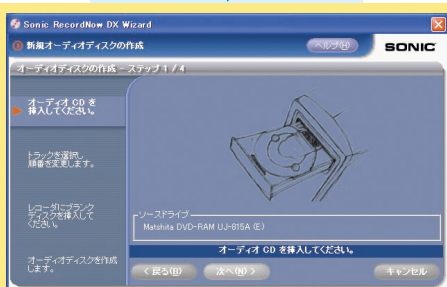 Sonic RecordNow DX Wizard
新規オーディオディスクの作成
ヘルプ(H)
SONIC
オーディオディスクの作成 - ステップ 1 / 4
オーディオ CD を
挿入してください。
トラックを選択し
順番を変更します。
レコーダにブランク
ディスクを挿入して
ください。
オーディオディスクを作成
します。
ソースドライブ
Matshita DVD-RAM UJ-815A (E)
オーディオ CD を挿入してください。
< 戻る(B)
次へ(N) >
キャンセル